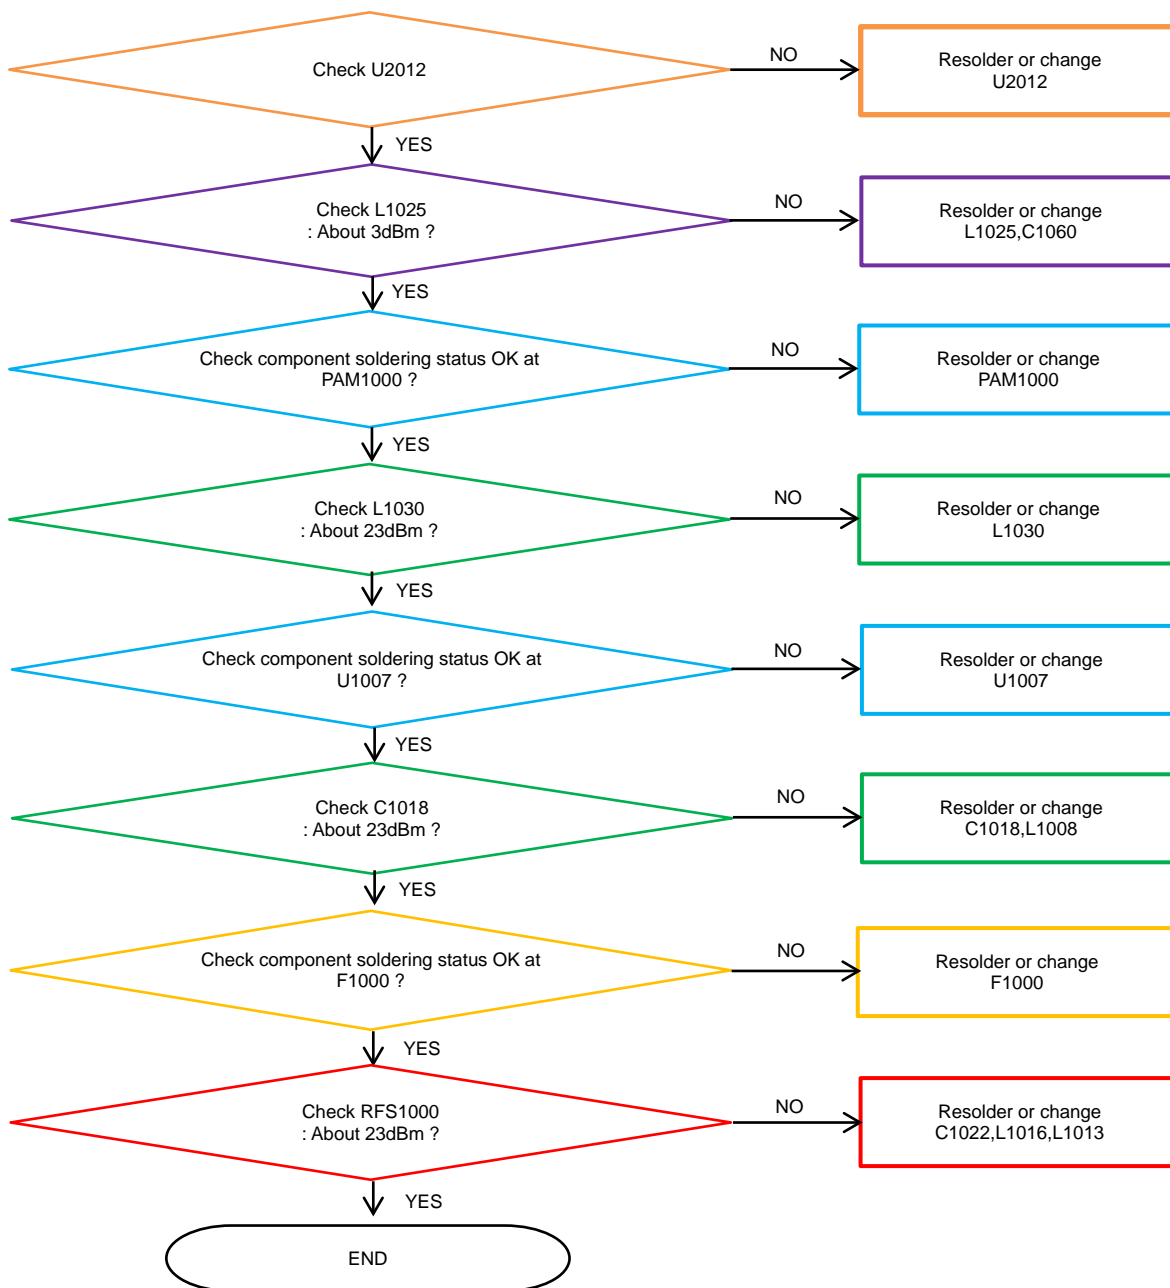 Check U2012
NO
Resolder or change
U2012
YES
Check L1025
: About 3dBm ?
NO
Resolder or change
L1025,C1060
YES
Check component soldering status OK at
PAM1000 ?
NO
Resolder or change
PAM1000
YES
Check L1030
: About 23dBm ?
NO
Resolder or change
L1030
YES
Check component soldering status OK at
U1007 ?
NO
Resolder or change
U1007
YES
Check C1018
: About 23dBm ?
NO
Resolder or change
C1018,L1008
YES
Check component soldering status OK at
F1000 ?
NO
Resolder or change
F1000
YES
Check RFS1000
: About 23dBm ?
NO
Resolder or change
C1022,L1016,L1013
YES
END